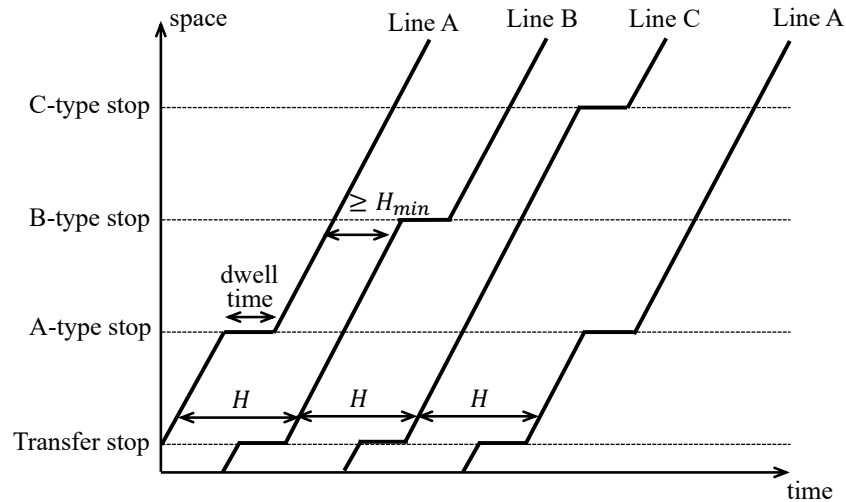 space
Line A
Line B
Line C
Line A
C-type stop
≥ H_min
B-type stop
dwell
time
A-type stop
H
H
H
Transfer stop
time